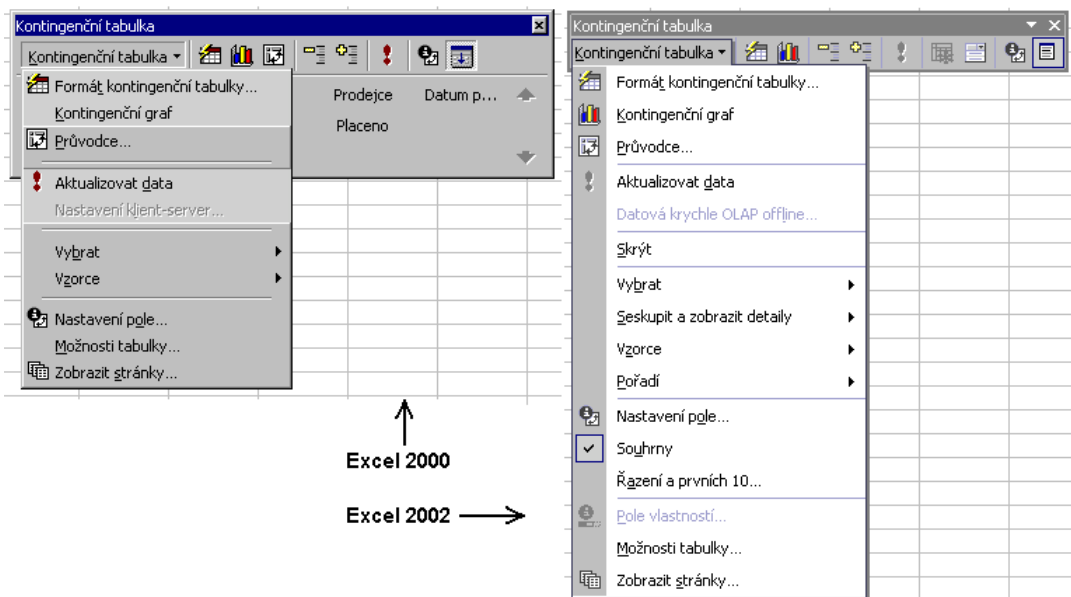 Kontingenční tabulka
Kontingenční tabulka
Prodejce Datum p...
Placeno
Formát kontingenční tabulky...
Kontingenční graf
Průvodce...
Aktualizovat data
Nastavení klient-server...
Vybrat
Vzorce
Nastavení pole...
Možnosti tabulky...
Zobrazit stránky...
Excel 2000
Excel 2002
Kontingenční tabulka
Kontingenční tabulka
Formát kontingenční tabulky...
Kontingenční graf
Průvodce...
Aktualizovat data
Datová krychle OLAP offline...
Skrýt
Vybrat
Seskupit a zobrazit detaily
Vzorce
Pořadí
Nastavení pole...
Souhrny
Řazení a prvních 10...
Pole vlastností...
Možnosti tabulky...
Zobrazit stránky...